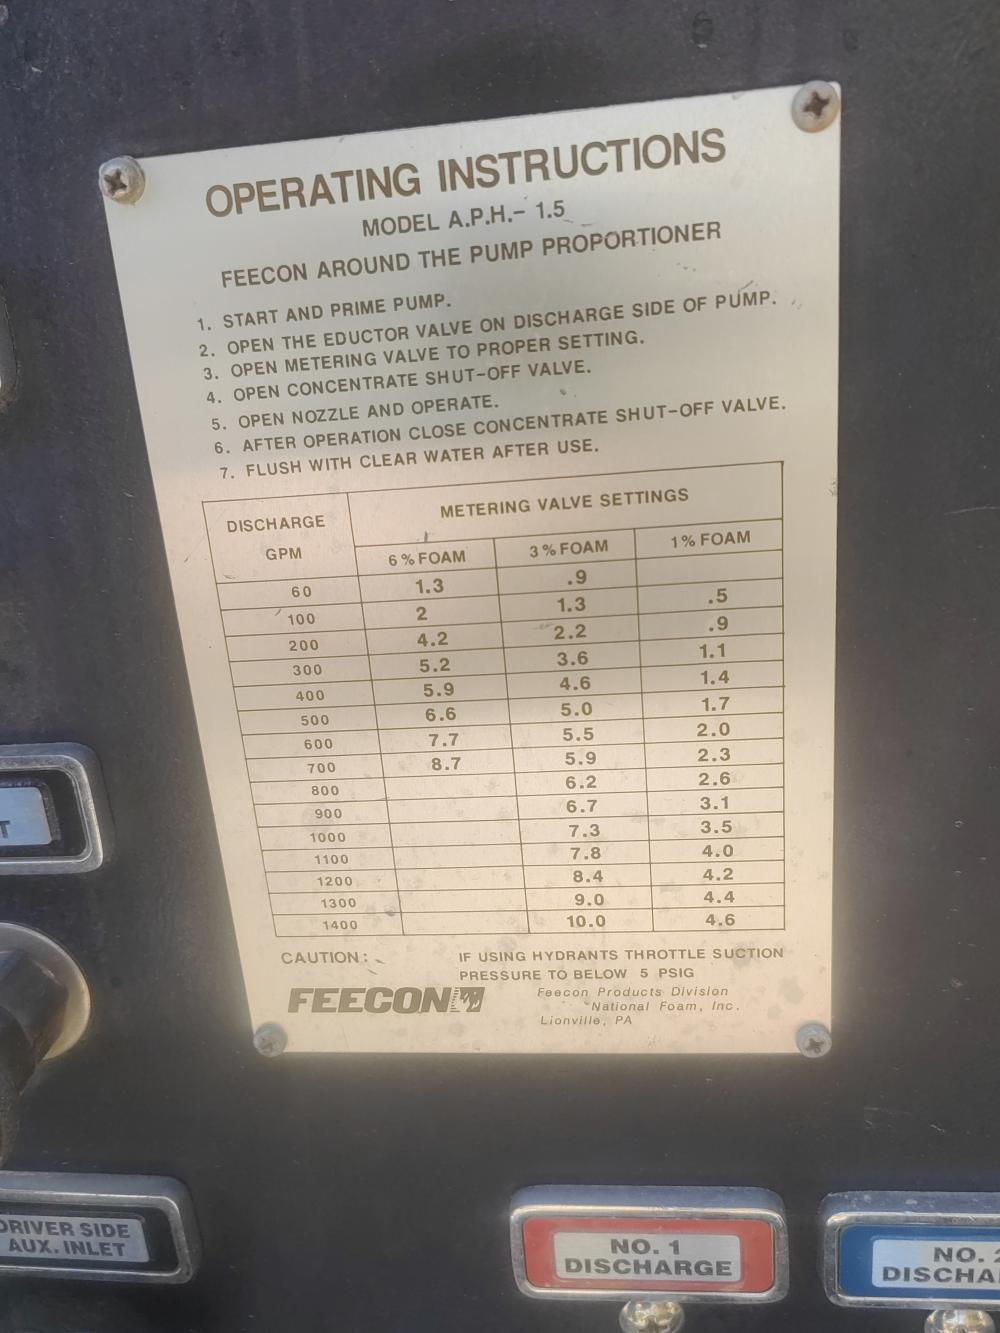 OPERATING INSTRUCTIONS
MODEL A.P.H.- 1.5
FEECON AROUND THE PUMP PROPORTIONER
1. START AND PRIME PUMP.
2. OPEN THE EDUCTOR VALVE ON DISCHARGE SIDE OF PUMP.
3. OPEN METERING VALVE TO PROPER SETTING.
4. OPEN CONCENTRATE SHUT-OFF VALVE.
5. OPEN NOZZLE AND OPERATE.
6. AFTER OPERATION CLOSE CONCENTRATE SHUT-OFF VALVE.
7. FLUSH WITH CLEAR WATER AFTER USE.
DISCHARGE GPM METERING VALVE SETTINGS
6% FOAM 3% FOAM 1% FOAM
60 1.3 .9
100 2 1.3 .5
200 4.2 2.2 .9
300 5.2 3.6 1.1
400 5.9 4.6 1.4
500 6.6 5.0 1.7
600 7.7 5.5 2.0
700 8.7 5.9 2.3
800 6.2 2.6
900 6.7 3.1
1000 7.3 3.5
1100 7.8 4.0
1200 8.4 4.2
1300 9.0 4.4
1400 10.0 4.6
CAUTION: IF USING HYDRANTS THROTTLE SUCTION
PRESSURE TO BELOW 5 PSIG
FEECON
Feecon Products Division
National Foam, Inc.
Lionville, PA
T
DRIVER SIDE
AUX. INLET
NO. 1
DISCHARGE
NO. 2
DISCHA